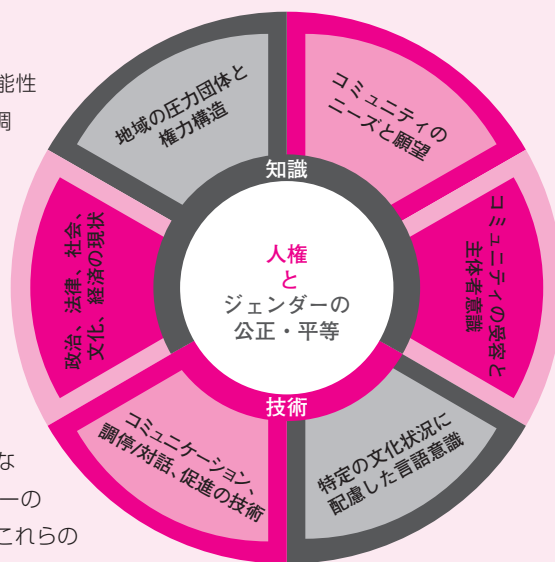 能性
調
な
ーの
これらの
地域の圧力団体と
権力構造
コミュニティの
ニーズと願望
知識
政治、法律、社会、
文化、経済の現状
人権
と
ジェンダーの
公正・平等
コミュニティの受容と
主体者意識
技術
コミュニケーション、
調停/対話、促進の技術
特定の文化状況に
配慮した言語意識